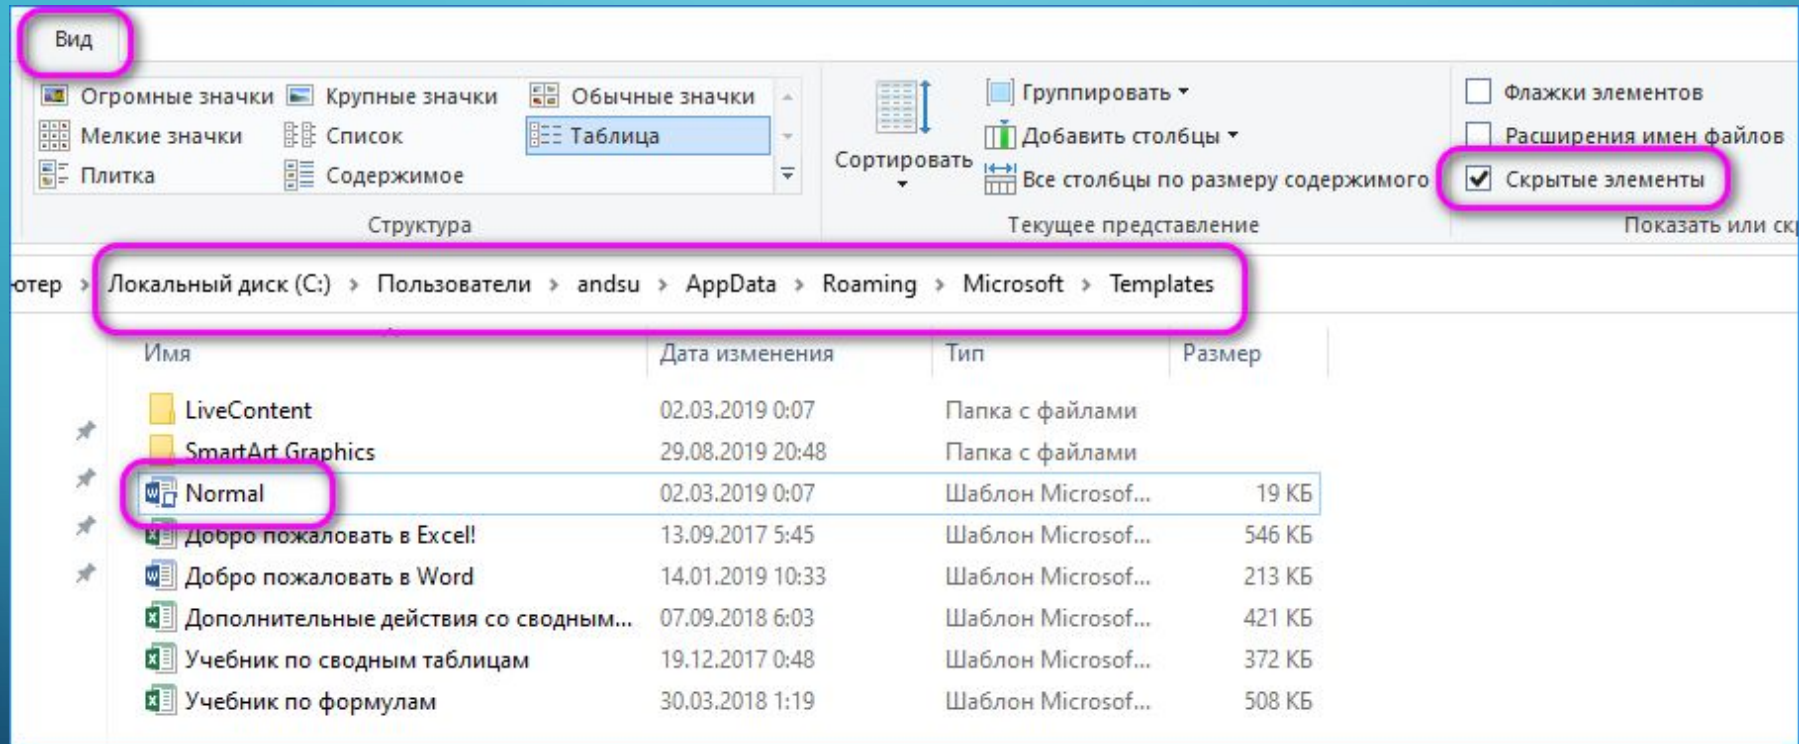 Вид
Огромные значки Крупные значки Обычные значки
Мелкие значки Список Таблица
Плитка Содержимое
Структура
Сортировать
Группировать
Добавить столбцы
Все столбцы по размеру содержимого
Текущее представление
Флажки элементов
Расширения имен файлов
Скрытые элементы
Показать или
Локальный диск (C:) > Пользователи > andsu > AppData > Roaming > Microsoft > Templates
Имя Дата изменения Тип Размер
LiveContent 02.03.2019 0:07 Папка с файлами
SmartArt Graphics 29.08.2019 20:48 Папка с файлами
Normal 02.03.2019 0:07 Шаблон Microsof... 19 КБ
Добро пожаловать в Excel! 13.09.2017 5:45 Шаблон Microsof... 546 КБ
Добро пожаловать в Word 14.01.2019 10:33 Шаблон Microsof... 213 КБ
Дополнительные действия со сводным... 07.09.2018 6:03 Шаблон Microsof... 421 КБ
Учебник по сводным таблицам 19.12.2017 0:48 Шаблон Microsof... 372 КБ
Учебник по формулам 30.03.2018 1:19 Шаблон Microsof... 508 КБ